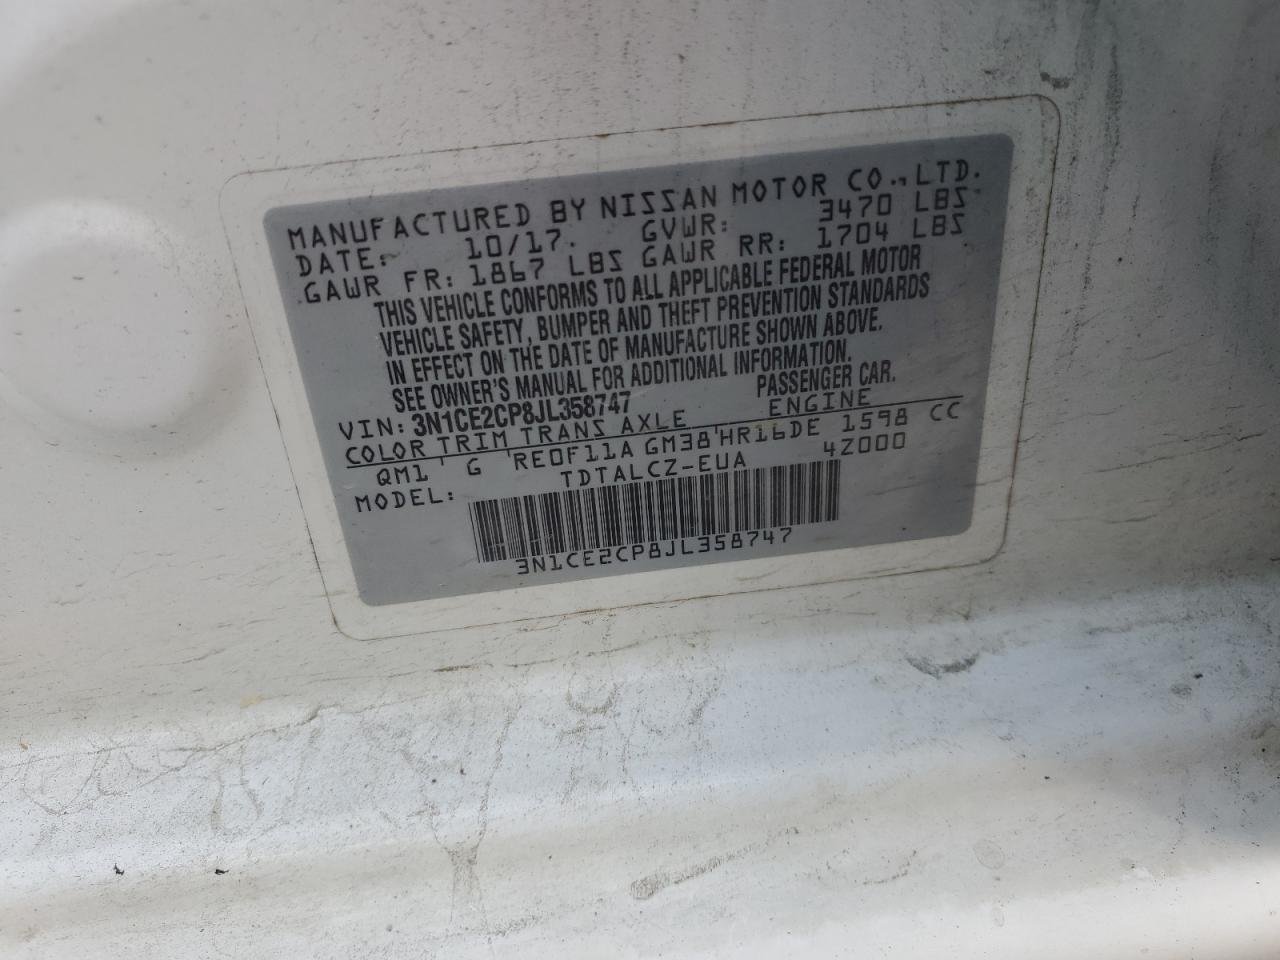 MANUFACTURED BY NISSAN MOTOR CO., LTD.
DATE: 10/17. GVWR: 3470 LBS
GAWR FR: 1867 LBS GAWR RR: 1704 LBS
THIS VEHICLE CONFORMS TO ALL APPLICABLE FEDERAL MOTOR
VEHICLE SAFETY, BUMPER AND THEFT PREVENTION STANDARDS
IN EFFECT ON THE DATE OF MANUFACTURE SHOWN ABOVE.
SEE OWNER'S MANUAL FOR ADDITIONAL INFORMATION.
VIN: 3N1CE2CP8JL358747 PASSENGER CAR.
COLOR TRIM TRANS AXLE ENGINE
QM1 G RE0F11A GM38 HR16DE 1598 CC
MODEL: TDTALCZ-EUA 4Z000
3N1CE2CP8JL358747